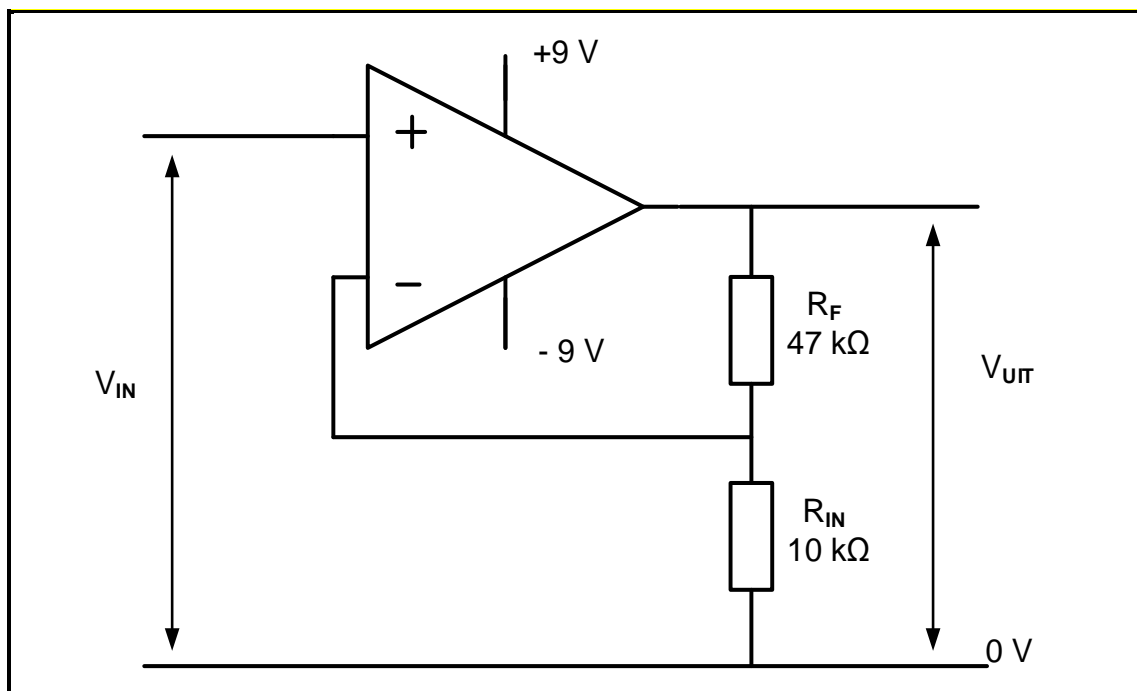 +9 V
+
−
- 9 V
R_F
47 kΩ
V_IN
V_UIT
R_IN
10 kΩ
0 V